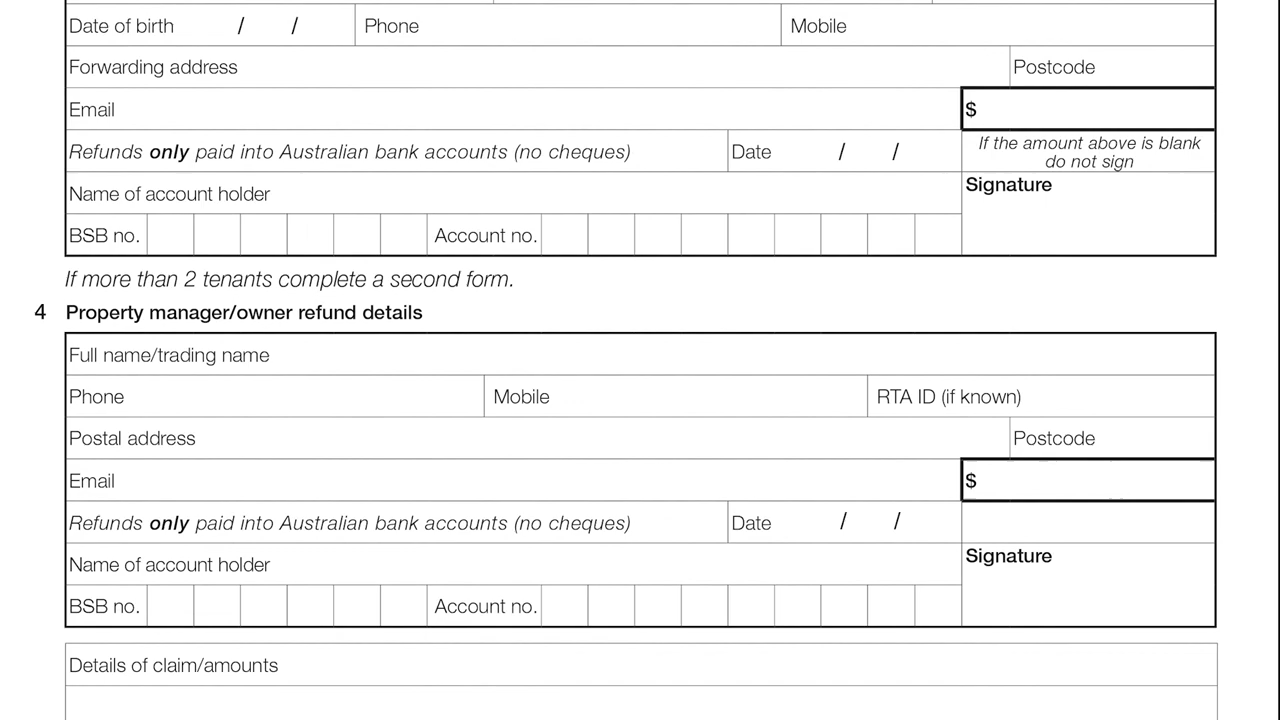 Date of birth / / Phone Mobile
Forwarding address Postcode
Email $
Refunds only paid into Australian bank accounts (no cheques) Date / / If the amount above is blank
do not sign
Name of account holder Signature
BSB no. Account no.
If more than 2 tenants complete a second form.
4 Property manager/owner refund details
Full name/trading name
Phone Mobile RTA ID (if known)
Postal address Postcode
Email $
Refunds only paid into Australian bank accounts (no cheques) Date / /
Name of account holder Signature
BSB no. Account no.
Details of claim/amounts